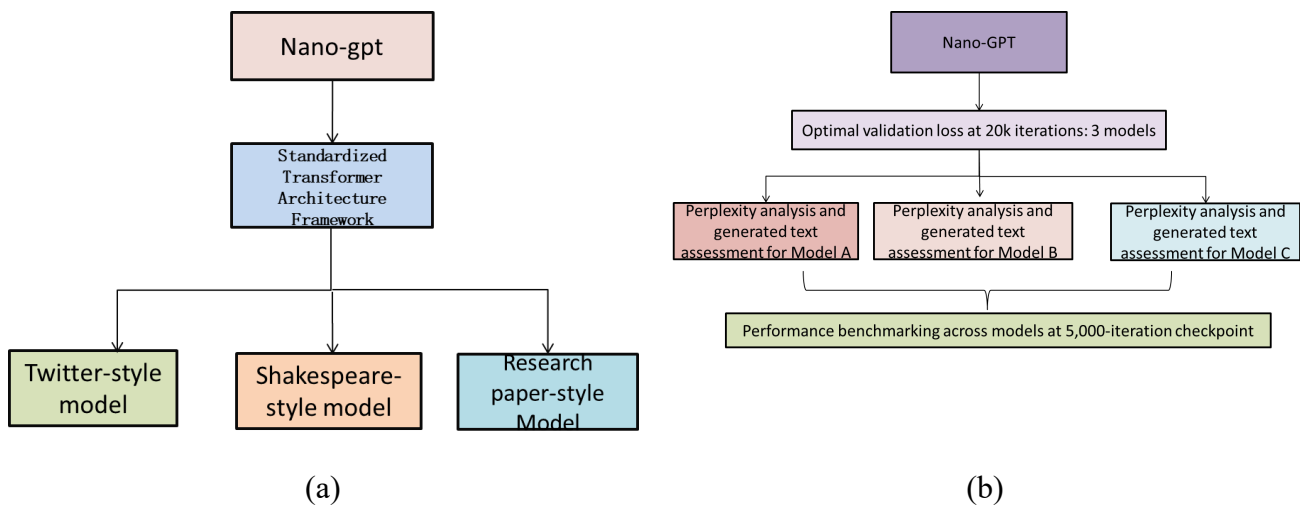 Nano-gpt
Standardized
Transformer
Architecture
Framework
Twitter-style
model
Shakespeare-
style model
Research
paper-style
Model
(a)
Nano-GPT
Optimal validation loss at 20k iterations: 3 models
Perplexity analysis and
generated text
assessment for Model A
Perplexity analysis and
generated text
assessment for Model B
Perplexity analysis and
generated text
assessment for Model C
Performance benchmarking across models at 5,000-iteration checkpoint
(b)